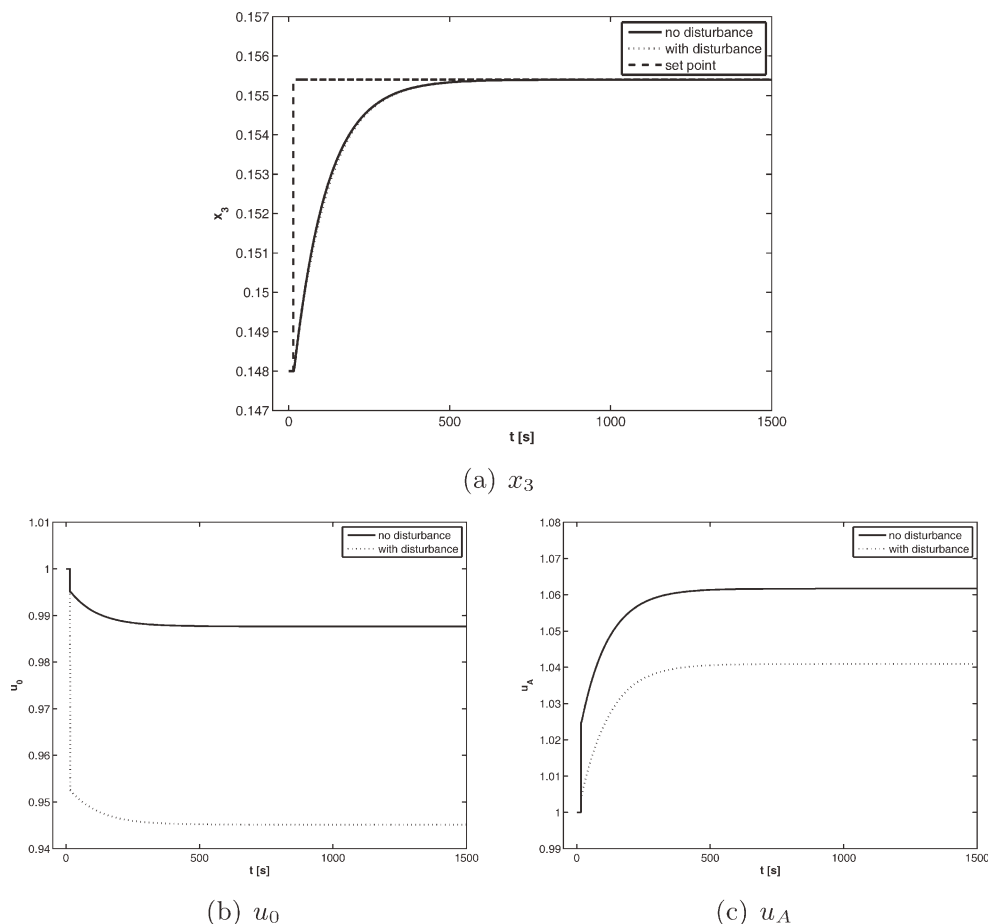 0.157
0.156
0.155
0.154
0.153
0.152
0.151
0.15
0.149
0.148
0.147
x3
no disturbance
with disturbance
set point
0 500 1000 1500
t [s]
(a) x3
1.01
1
0.99
0.98
0.97
0.96
0.95
0.94
u0
no disturbance
with disturbance
0 500 1000 1500
t [s]
(b) u0
1.08
1.07
1.06
1.05
1.04
1.03
1.02
1.01
1
0.99
uA
no disturbance
with disturbance
0 500 1000 1500
t [s]
(c) uA